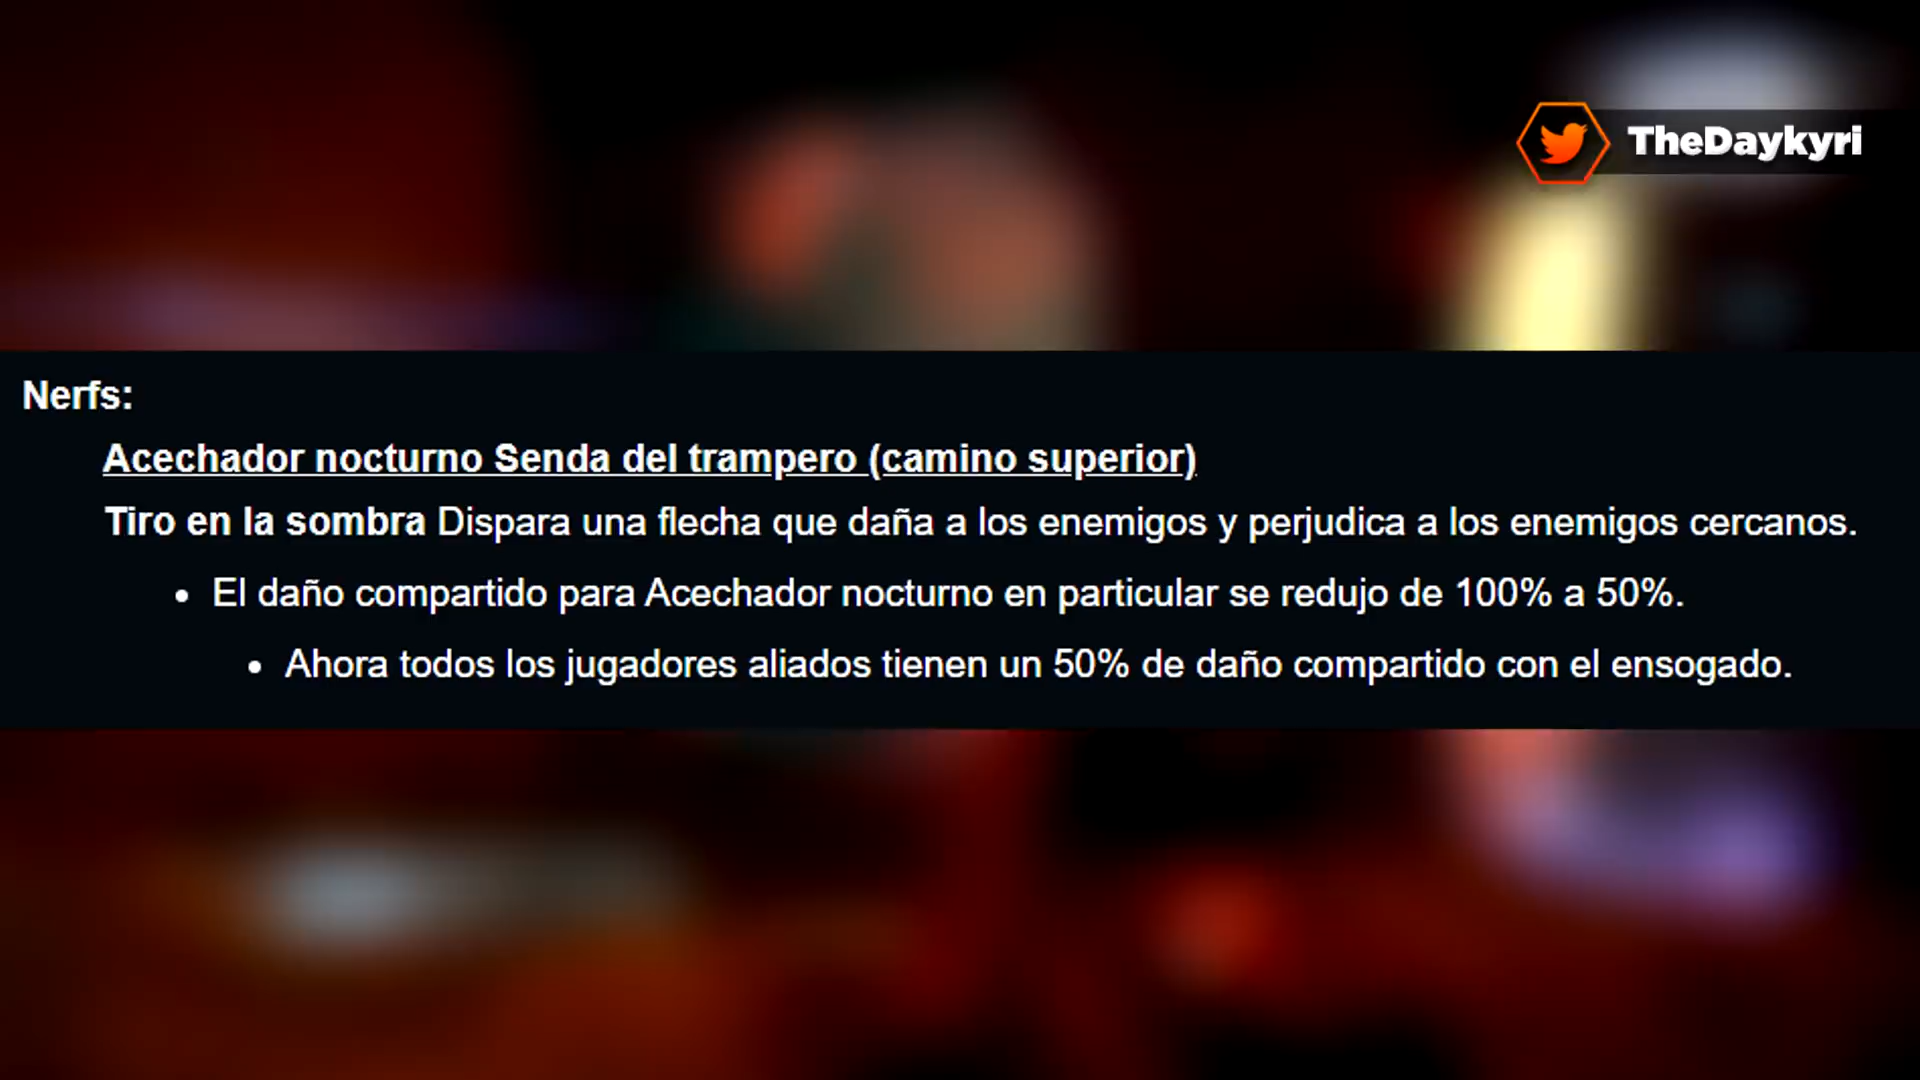 TheDaykyri
Nerfs:
Acechador nocturno Senda del trampero (camino superior)
Tiro en la sombra Dispara una flecha que daña a los enemigos y perjudica a los enemigos cercanos.
• El daño compartido para Acechador nocturno en particular se redujo de 100% a 50%.
• Ahora todos los jugadores aliados tienen un 50% de daño compartido con el ensogado.